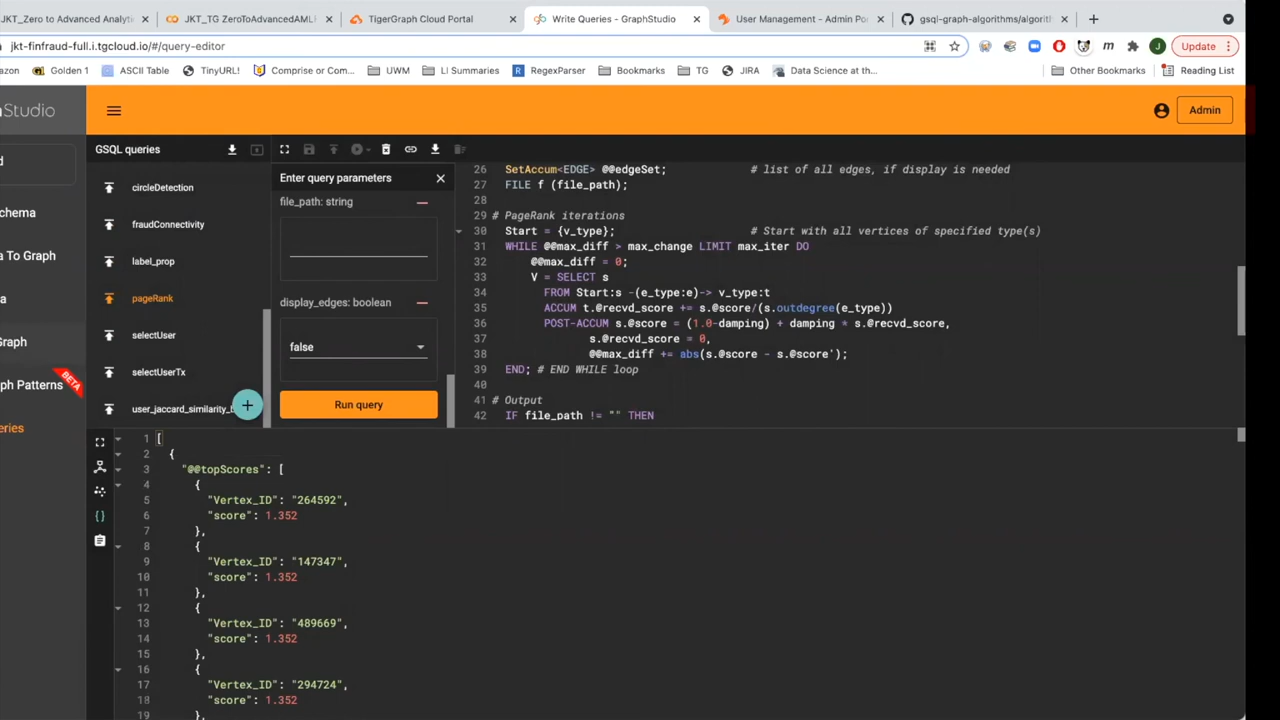 JKT_Zero to Advanced Analyti
JKT_TG ZeroToAdvancedAML
TigerGraph Cloud Portal
Write Queries - GraphStudio
User Management - Admin Po
gsql-graph-algorithms/algorith
jkt-finfraud-full.i.tgcloud.io/#/query-editor
m
J
Update
azon
Golden 1
ASCII Table
TinyURL!
Comprise or Com...
UWM
LI Summaries
R
RegexParser
Bookmarks
TG
JIRA
Data Science at th...
Other Bookmarks
Reading List
Studio
Admin
GSQL queries
circleDetection
fraudConnectivity
label_prop
pageRank
selectUser
selectUserTx
user_jaccard_similarity_
d
chema
a To Graph
a
raph
ph Patterns
BETA
eries
Enter query parameters
file_path: string
display_edges: boolean
false
Run query
26 SetAccum<EDGE> @@edgeSet; # list of all edges, if display is needed
27 FILE f (file_path);
28
29 # PageRank iterations
30 Start = {v_type}; # Start with all vertices of specified type(s)
31 WHILE @@max_diff > max_change LIMIT max_iter DO
32 @@max_diff = 0;
33 V = SELECT s
34 FROM Start:s -(e_type:e)-> v_type:t
35 ACCUM t.@recvd_score += s.@score/(s.outdegree(e_type))
36 POST-ACCUM s.@score = (1.0-damping) + damping * s.@recvd_score,
37 s.@recvd_score = 0,
38 @@max_diff += abs(s.@score - s.@score');
39 END; # END WHILE loop
40
41 # Output
42 IF file_path != "" THEN
1 [
2 {
3 "@@topScores": [
4 {
5 "Vertex_ID": "264592",
6 "score": 1.352
7 },
8 {
9 "Vertex_ID": "147347",
10 "score": 1.352
11 },
12 {
13 "Vertex_ID": "489669",
14 "score": 1.352
15 },
16 {
17 "Vertex_ID": "294724",
18 "score": 1.352
19 },